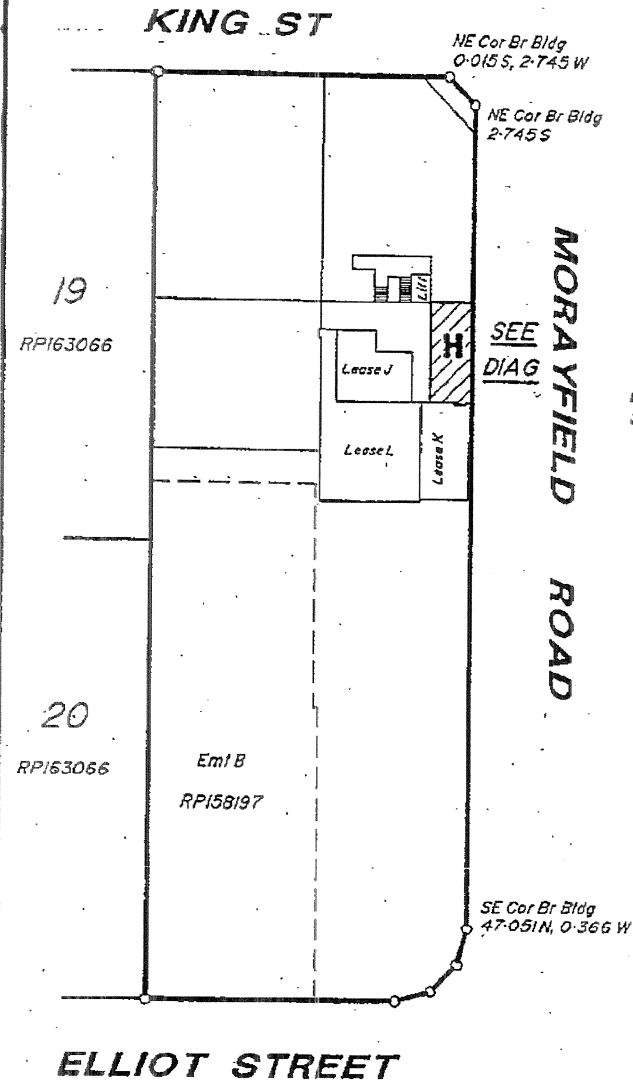 KING ST
NE Cor Br Bldg
0·015 S, 2·745 W
NE Cor Br Bldg
2·745 S
19
RP163066
Lift
H
SEE
DIAG
MORAYFIELD ROAD
Lease J
Lease L
Lease K
20
RP163066
Emt B
RP158197
SE Cor Br Bldg
47·051 N, 0·366 W
ELLIOT STREET